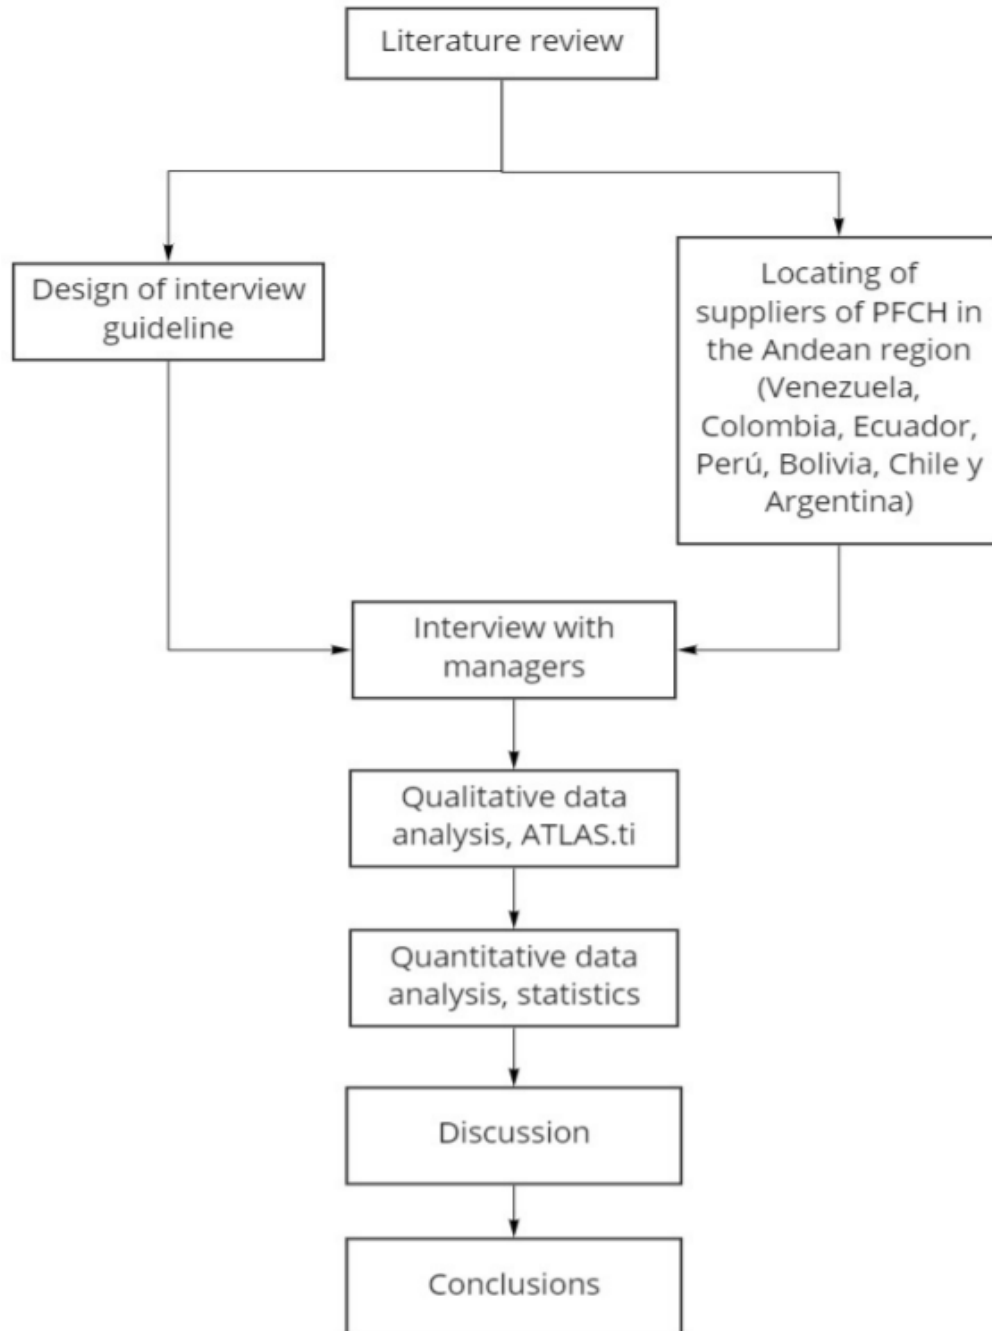 Literature review
Design of interview
guideline
Locating of
suppliers of PFCH in
the Andean region
(Venezuela,
Colombia, Ecuador,
Perú, Bolivia, Chile y
Argentina)
Interview with
managers
Qualitative data
analysis, ATLAS.ti
Quantitative data
analysis, statistics
Discussion
Conclusions